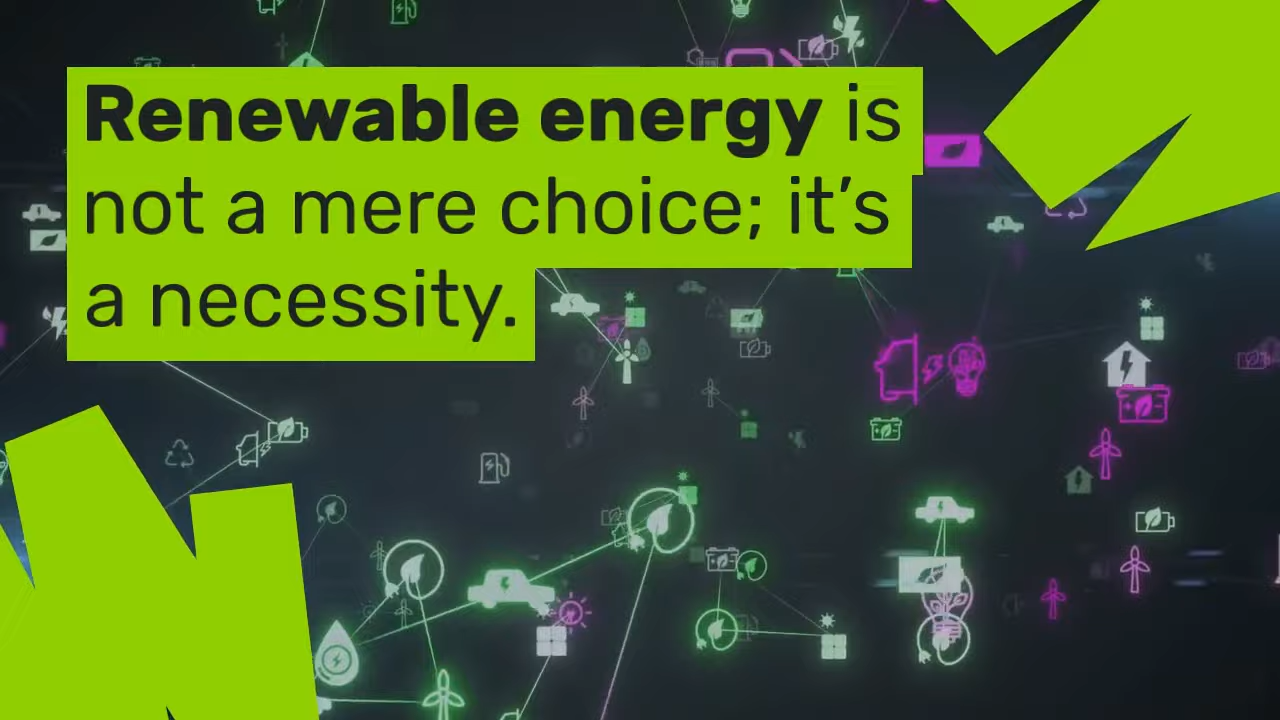 Renewable energy is
not a mere choice; it’s
a necessity.